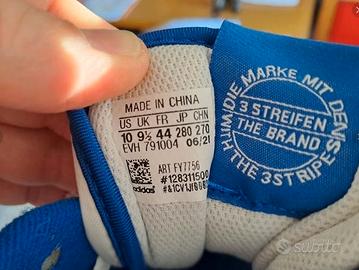 MADE IN CHINA
US UK FR JP CHN
10 9½ 44 280 270
EVH 791004 06/21
ART FY7756
#128311500
adidas
DIE MARKE MIT DEN
3 STREIFEN
THE BRAND
WITH THE 3 STRIPES
subito